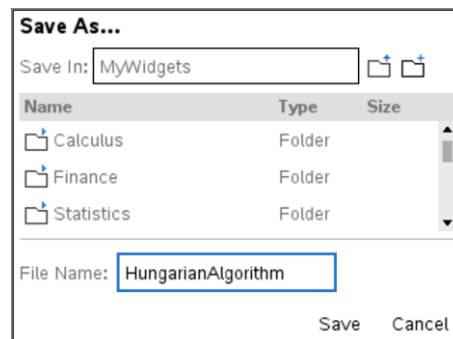 Save As...
Save In: MyWidgets
Name Type Size
Calculus Folder
Finance Folder
Statistics Folder
File Name: HungarianAlgorithm
Save Cancel